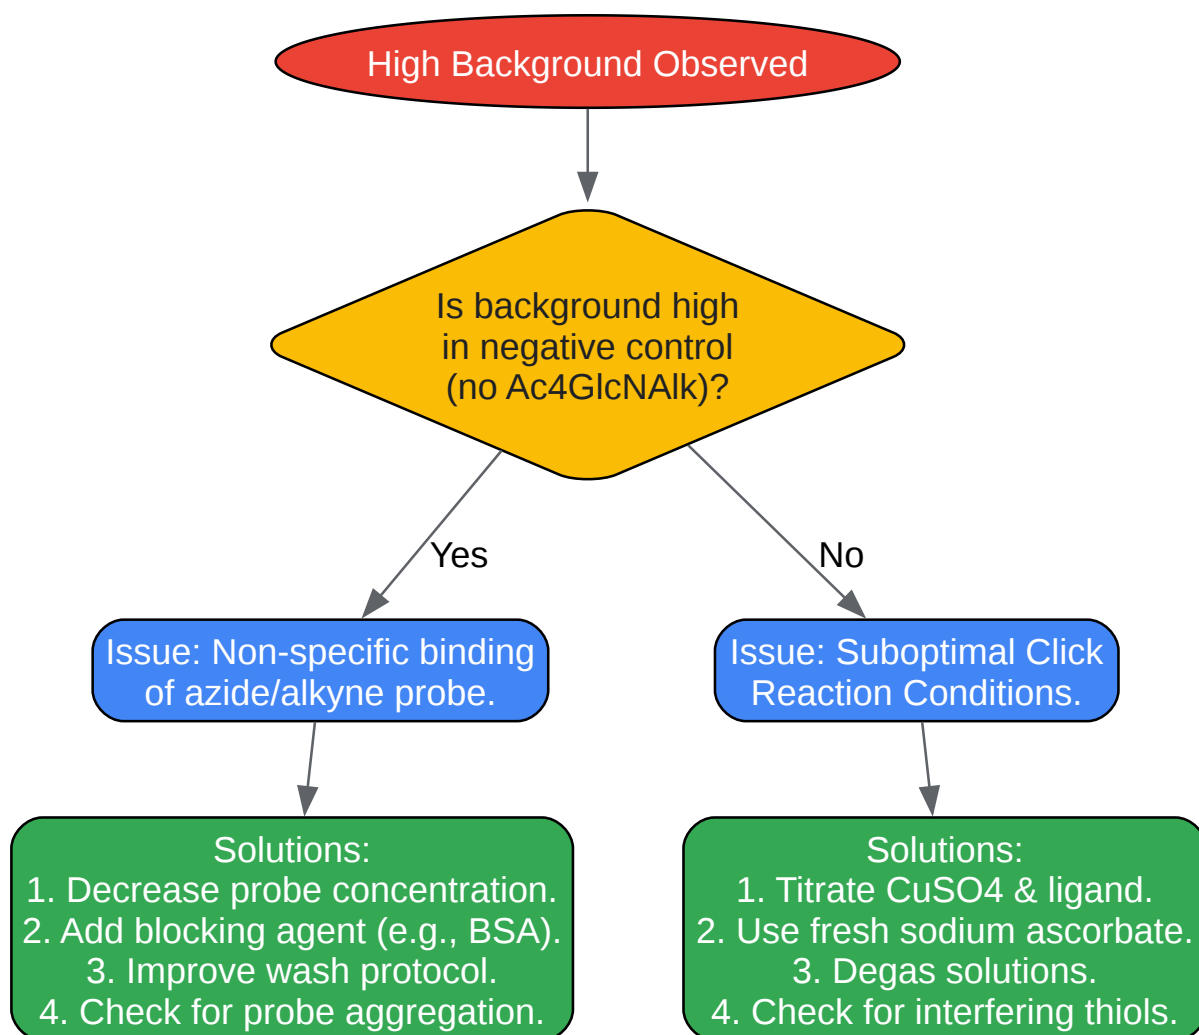 High Background Observed
Is background high
in negative control
(no Ac4GlcNAlk)?
Yes
No
Issue: Non-specific binding
of azide/alkyne probe.
Issue: Suboptimal Click
Reaction Conditions.
Solutions:
1. Decrease probe concentration.
2. Add blocking agent (e.g., BSA).
3. Improve wash protocol.
4. Check for probe aggregation.
Solutions:
1. Titrate CuSO4 & ligand.
2. Use fresh sodium ascorbate.
3. Degas solutions.
4. Check for interfering thiols.